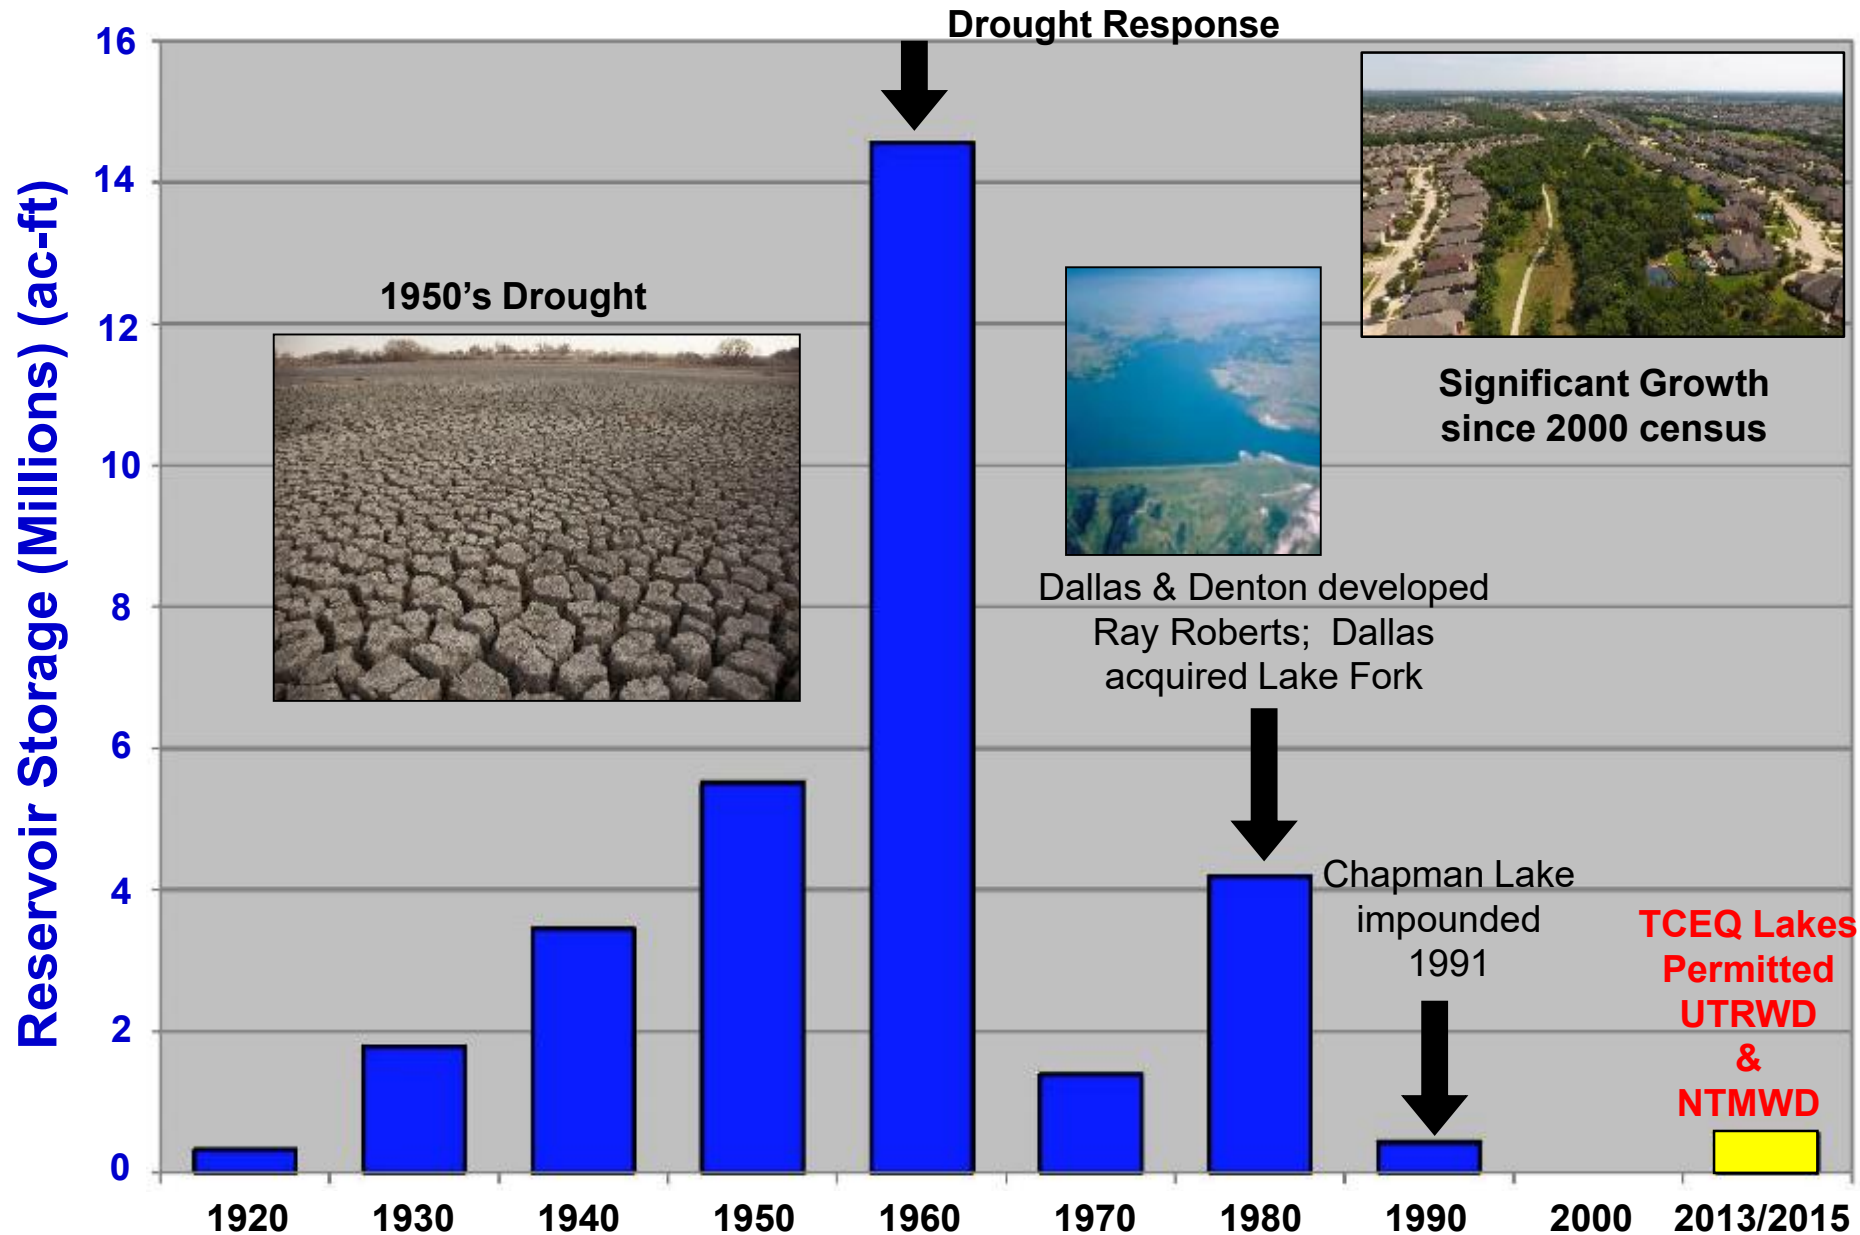 Drought Response
16
14
12
10
8
6
4
2
0
Reservoir Storage (Millions) (ac-ft)
1950’s Drought
Significant Growth
since 2000 census
Dallas & Denton developed
Ray Roberts;  Dallas
acquired Lake Fork
Chapman Lake
impounded
1991
TCEQ Lakes
Permitted
UTRWD
&
NTMWD
1920 1930 1940 1950 1960 1970 1980 1990 2000 2013/2015